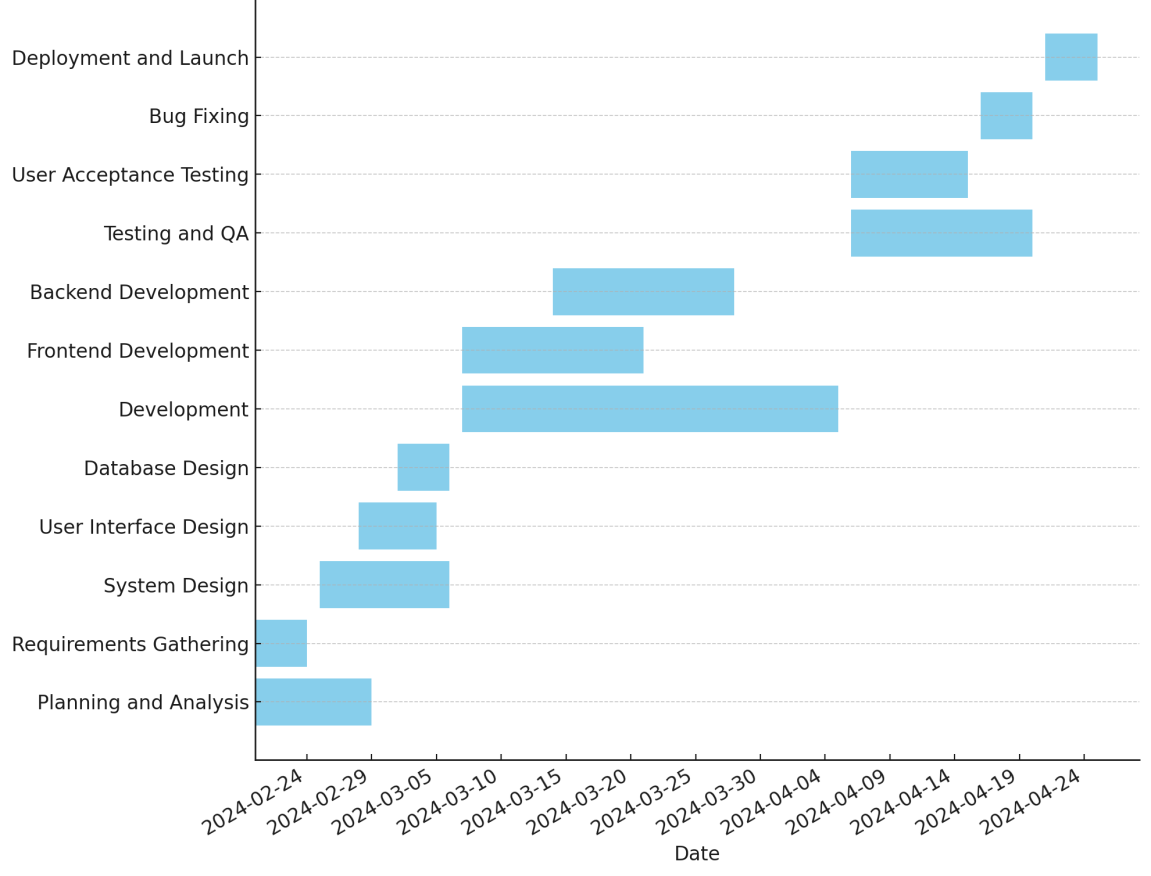 Deployment and Launch
Bug Fixing
User Acceptance Testing
Testing and QA
Backend Development
Frontend Development
Development
Database Design
User Interface Design
System Design
Requirements Gathering
Planning and Analysis
2024-02-24
2024-02-29
2024-03-05
2024-03-10
2024-03-15
2024-03-20
2024-03-25
2024-03-30
2024-04-04
2024-04-09
2024-04-14
2024-04-19
2024-04-24
Date